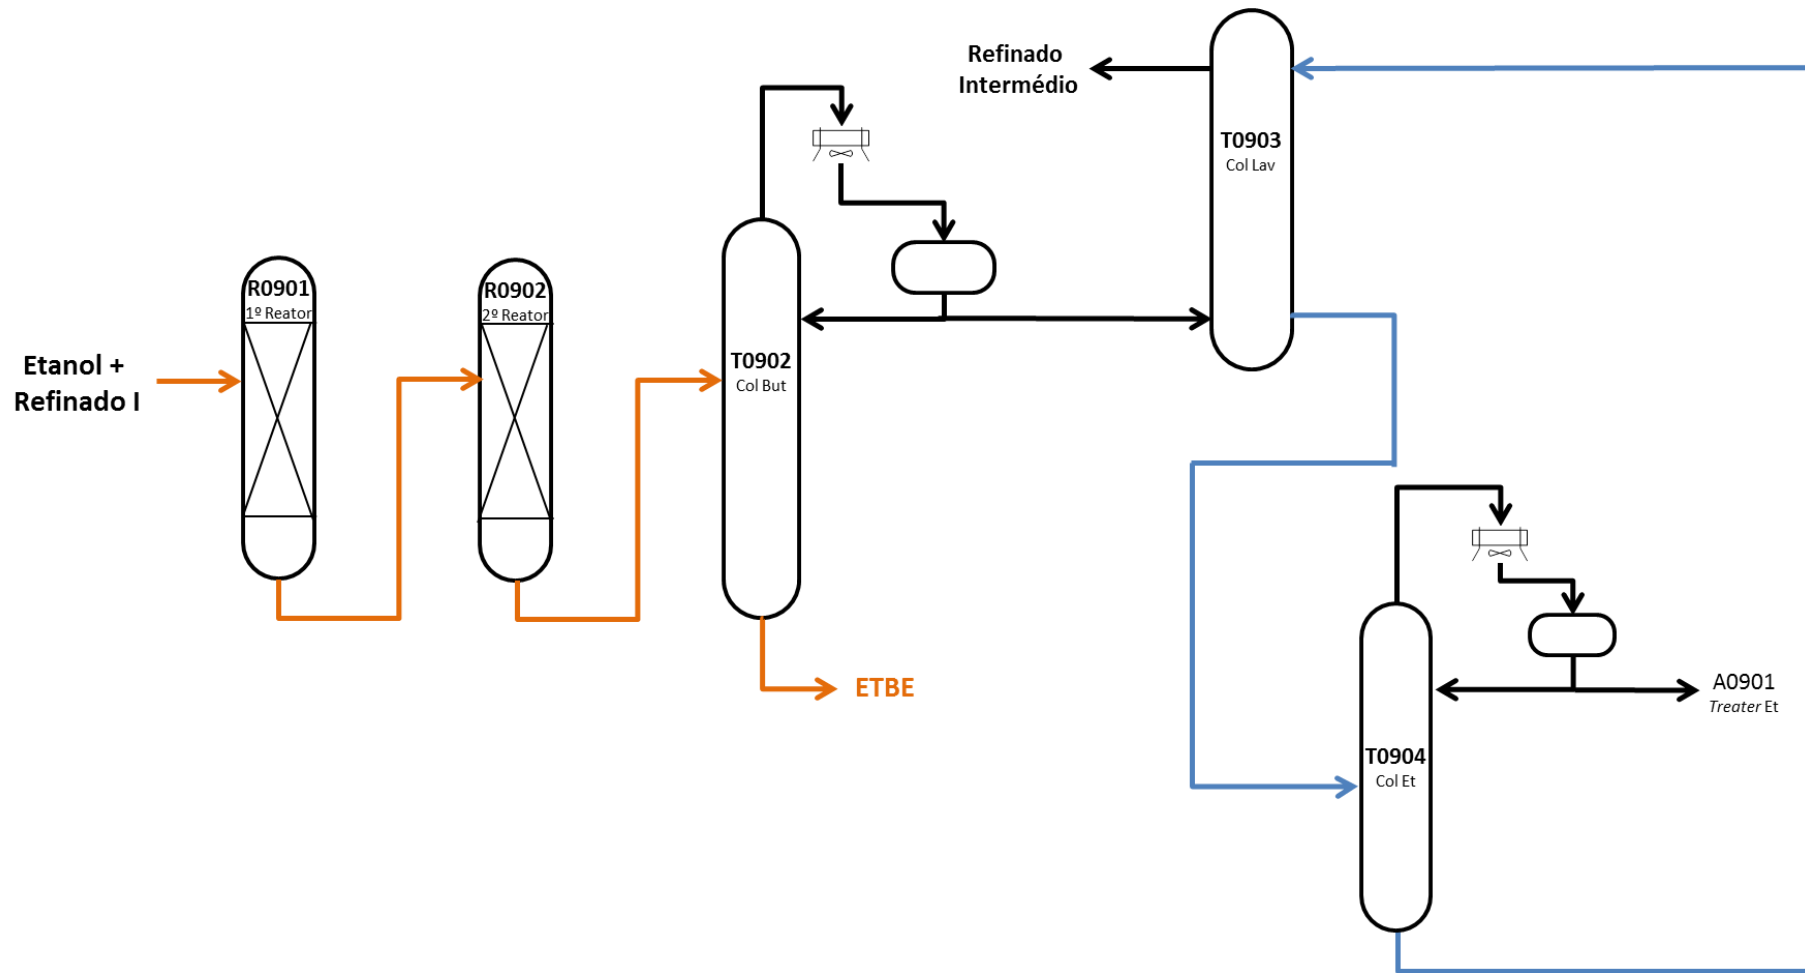 Refinado
Intermédio
T0903
Col Lav
R0901
1º Reator
R0902
2º Reator
Etanol +
Refinado I
T0902
Col But
ETBE
A0901
Treater Et
T0904
Col Et